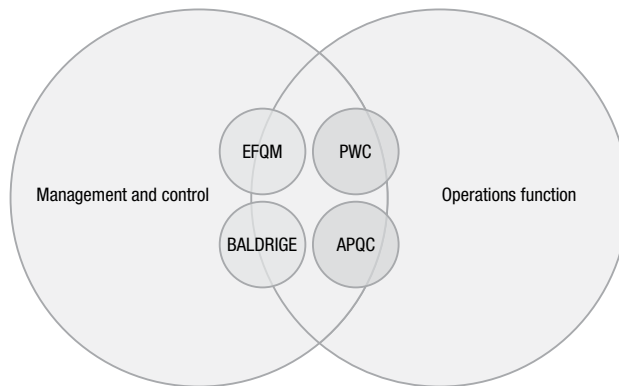 EFQM
PWC
Management and control
Operations function
BALDRIGE
APQC